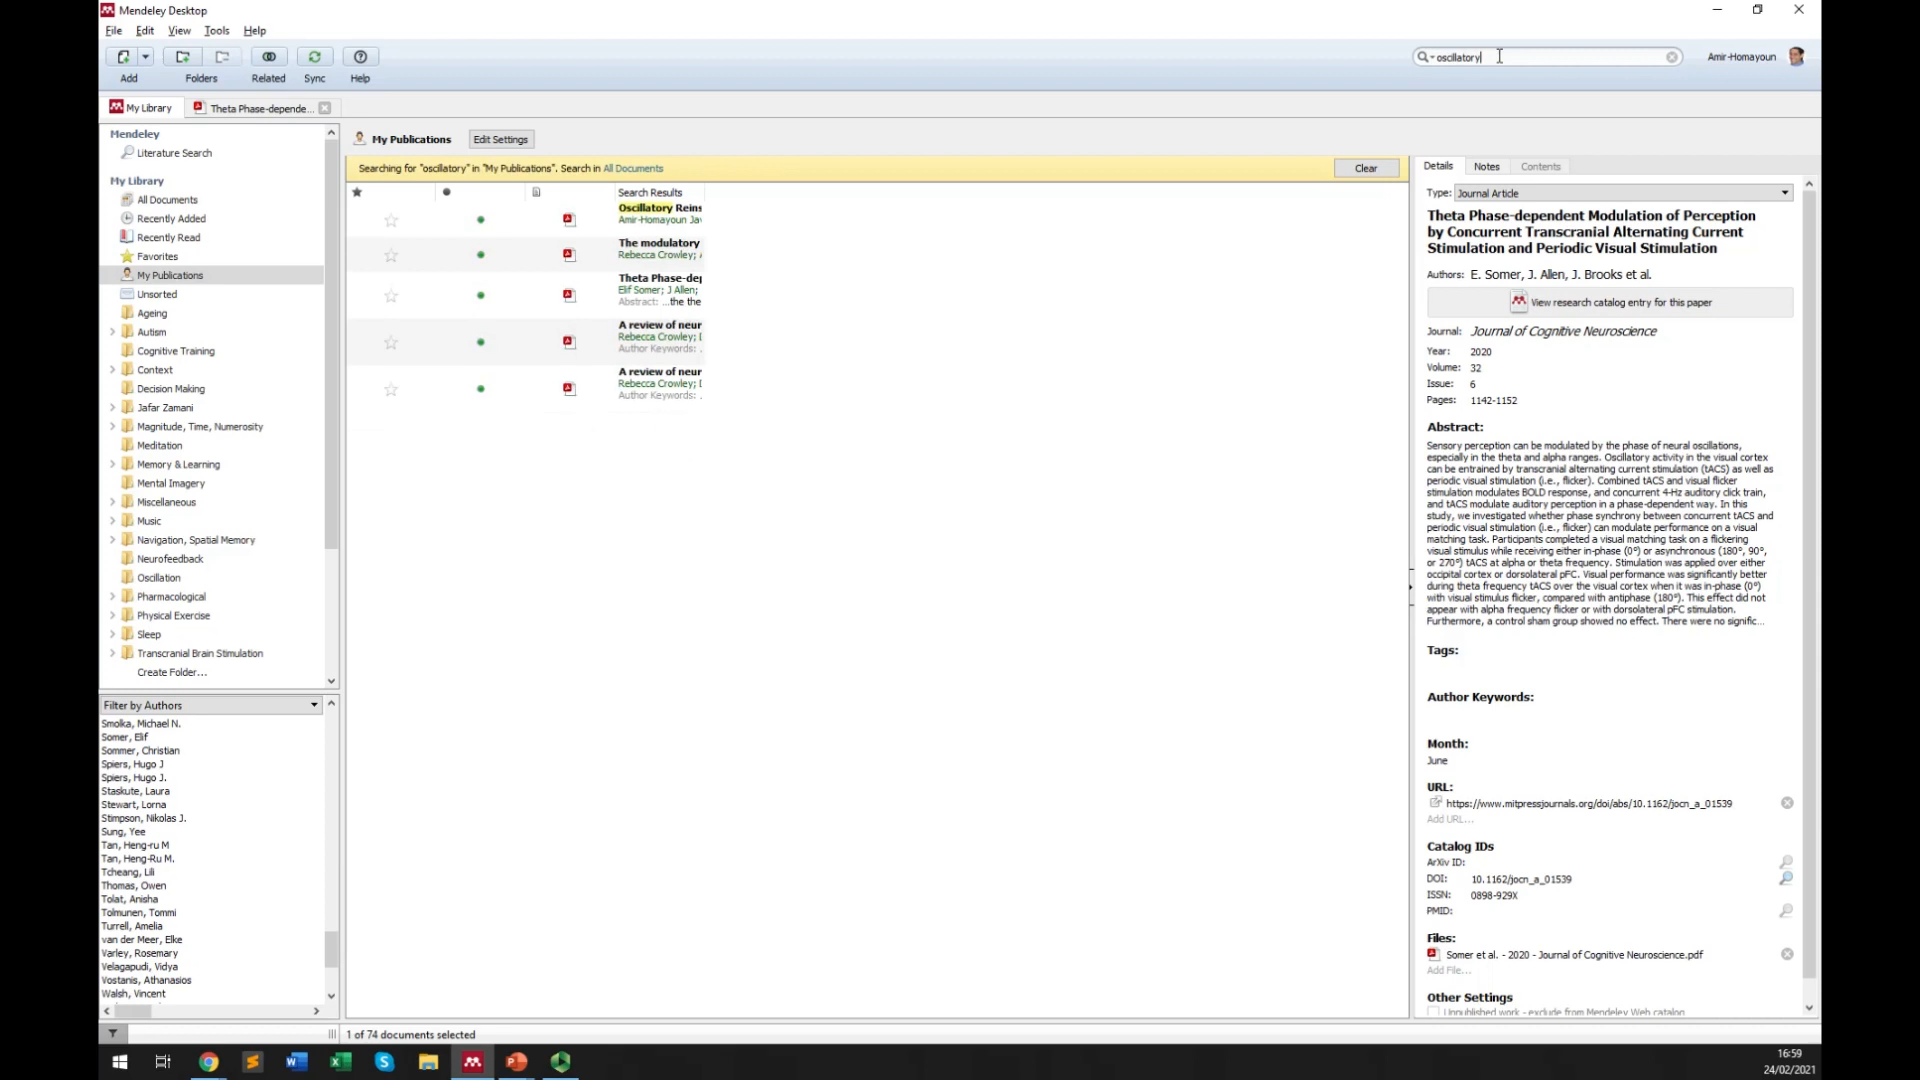 Mendeley Desktop
File Edit View Tools Help
Add Folders Related Sync Help
oscillatory
Amir-Homayoun
My Library
Theta Phase-depende...
Mendeley
Literature Search
My Library
All Documents
Recently Added
Recently Read
Favorites
My Publications
Unsorted
Ageing
Autism
Cognitive Training
Context
Decision Making
Jafar Zamani
Magnitude, Time, Numerosity
Meditation
Memory & Learning
Mental Imagery
Miscellaneous
Music
Navigation, Spatial Memory
Neurofeedback
Oscillation
Pharmacological
Physical Exercise
Sleep
Transcranial Brain Stimulation
Create Folder...
Filter by Authors
Smolka, Michael N.
Somer, Elif
Sommer, Christian
Spiers, Hugo J
Spiers, Hugo J.
Staskute, Laura
Stewart, Lorna
Stimpson, Nikolas J.
Sung, Yee
Tan, Heng-ru M
Tan, Heng-Ru M.
Tcheang, Lili
Thomas, Owen
Tolat, Anisha
Tolmunen, Tommi
Turrell, Amelia
van der Meer, Elke
Varley, Rosemary
Velagapudi, Vidya
Vostanis, Athanasios
Walsh, Vincent
My Publications
Edit Settings
Searching for "oscillatory" in "My Publications". Search in All Documents
Clear
Search Results
Oscillatory Reins
Amir-Homayoun Jav
The modulatory
Rebecca Crowley; A
Theta Phase-dep
Elif Somer; J Allen;
Abstract: ...the the
A review of neur
Rebecca Crowley; D
Author Keywords: .
A review of neur
Rebecca Crowley; D
Author Keywords: .
1 of 74 documents selected
Details Notes Contents
Type: Journal Article
Theta Phase-dependent Modulation of Perception
by Concurrent Transcranial Alternating Current
Stimulation and Periodic Visual Stimulation
Authors: E. Somer, J. Allen, J. Brooks et al.
View research catalog entry for this paper
Journal: Journal of Cognitive Neuroscience
Year: 2020
Volume: 32
Issue: 6
Pages: 1142-1152
Abstract:
Sensory perception can be modulated by the phase of neural oscillations,
especially in the theta and alpha ranges. Oscillatory activity in the visual cortex
can be entrained by transcranial alternating current stimulation (tACS) as well as
periodic visual stimulation (i.e., flicker). Combined tACS and visual flicker
stimulation modulates BOLD response, and concurrent 4-Hz auditory click train,
and tACS modulate auditory perception in a phase-dependent way. In this
study, we investigated whether phase synchrony between concurrent tACS and
periodic visual stimulation (i.e., flicker) can modulate performance on a visual
matching task. Participants completed a visual matching task on a flickering
visual stimulus while receiving either in-phase (0°) or asynchronous (180°, 90°,
or 270°) tACS at alpha or theta frequency. Stimulation was applied over either
occipital cortex or dorsolateral pFC. Visual performance was significantly better
during theta frequency tACS over the visual cortex when it was in-phase (0°)
with visual stimulus flicker, compared with antiphase (180°). This effect did not
appear with alpha frequency flicker or with dorsolateral pFC stimulation.
Furthermore, a control sham group showed no effect. There were no signific...
Tags:
Author Keywords:
Month:
June
URL:
https://www.mitpressjournals.org/doi/abs/10.1162/jocn_a_01539
Add URL...
Catalog IDs
ArXiv ID:
DOI: 10.1162/jocn_a_01539
ISSN: 0898-929X
PMID:
Files:
Somer et al. - 2020 - Journal of Cognitive Neuroscience.pdf
Add File...
Other Settings
Unpublished work - exclude from Mendeley Web catalog
16:59
24/02/2021